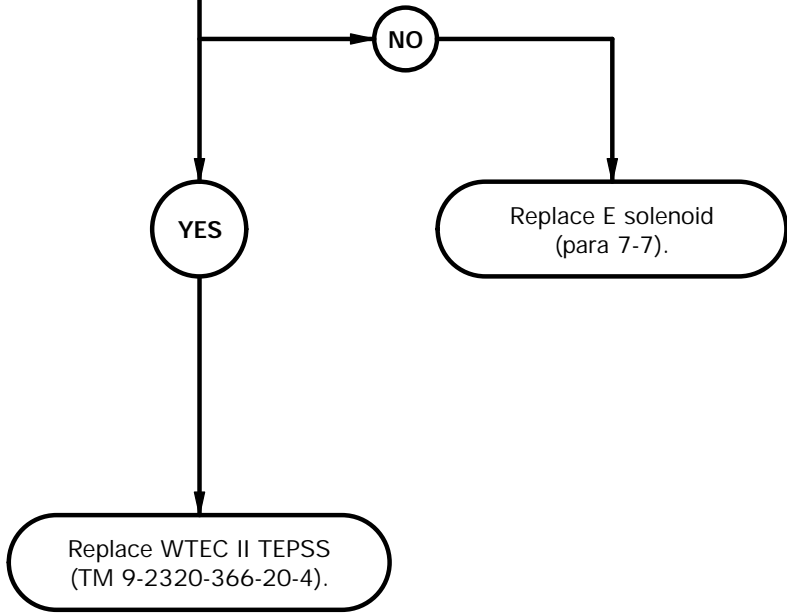 NO
YES
Replace E solenoid
(para 7-7).
Replace WTEC II TEPSS
(TM 9-2320-366-20-4).